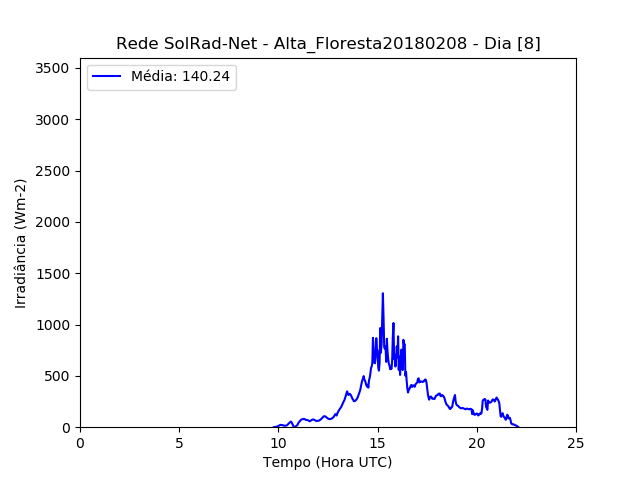 Rede SolRad-Net - Alta_Floresta20180208 - Dia [8]
Média: 140.24
3500
3000
2500
2000
1500
1000
500
0
Irradiância (Wm-2)
0 5 10 15 20 25
Tempo (Hora UTC)